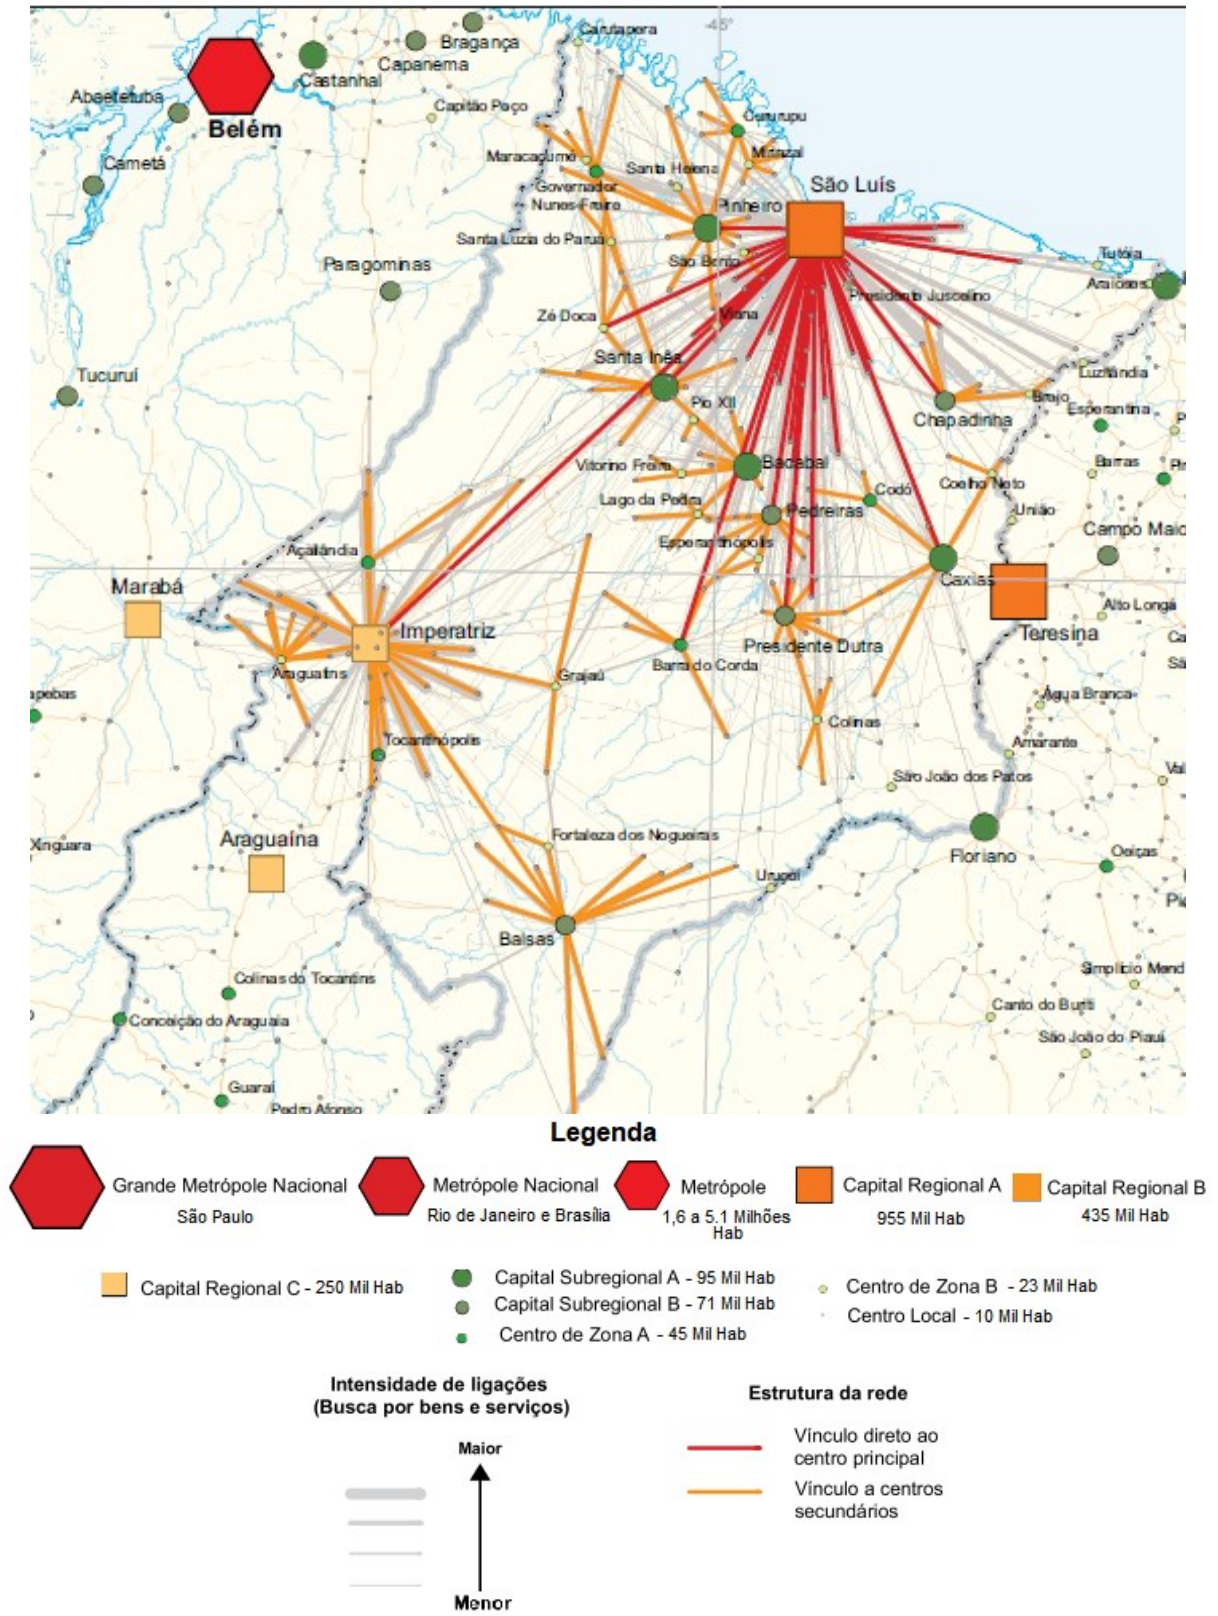 -45°
Carutapera
Bragança
Capanema
Castanhal
Abaetetuba
Capitão Poço
Belém
Cururupu
Cametá
Maracaçumé
Mirinzal
Santa Helena
Governador
Nunes Freire
São Luís
Pinheiro
Santa Luzia do Paruá
São Bento
Tutóia
Paragominas
Araioses
Presidente Juscelino
Zé Doca
Viana
Santa Inês
Tucuruí
Luzilândia
Pio XII
Brejo
Esperantina
Chapadinha
Vitorino Freire
Bacabal
Barras
Coelho Neto
Codó
Lago da Pedra
Pedreiras
União
Esperantinópolis
Campo Maio
Açailândia
Caxias
Marabá
Alto Longá
Imperatriz
Teresina
Presidente Dutra
Barra do Corda
Araguatins
Grajaú
apebas
Água Branca
Colinas
Tocantinópolis
Amarante
São João dos Patos
Araguaína
Fortaleza dos Nogueiras
Xinguara
Floriano
Oeiras
Uruçuí
Balsas
Colinas do Tocantins
Simplício Mend
Canto do Buriti
Conceição do Araguaia
São João do Piauí
Guaraí
Pedro Afonso
Legenda
Grande Metrópole Nacional
São Paulo
Metrópole Nacional
Rio de Janeiro e Brasília
Metrópole
1,6 a 5.1 Milhões
Hab
Capital Regional A
955 Mil Hab
Capital Regional B
435 Mil Hab
Capital Regional C - 250 Mil Hab
Capital Subregional A - 95 Mil Hab
Capital Subregional B - 71 Mil Hab
Centro de Zona A - 45 Mil Hab
Centro de Zona B - 23 Mil Hab
Centro Local - 10 Mil Hab
Intensidade de ligações
(Busca por bens e serviços)
Maior
Menor
Estrutura da rede
Vínculo direto ao
centro principal
Vínculo a centros
secundários